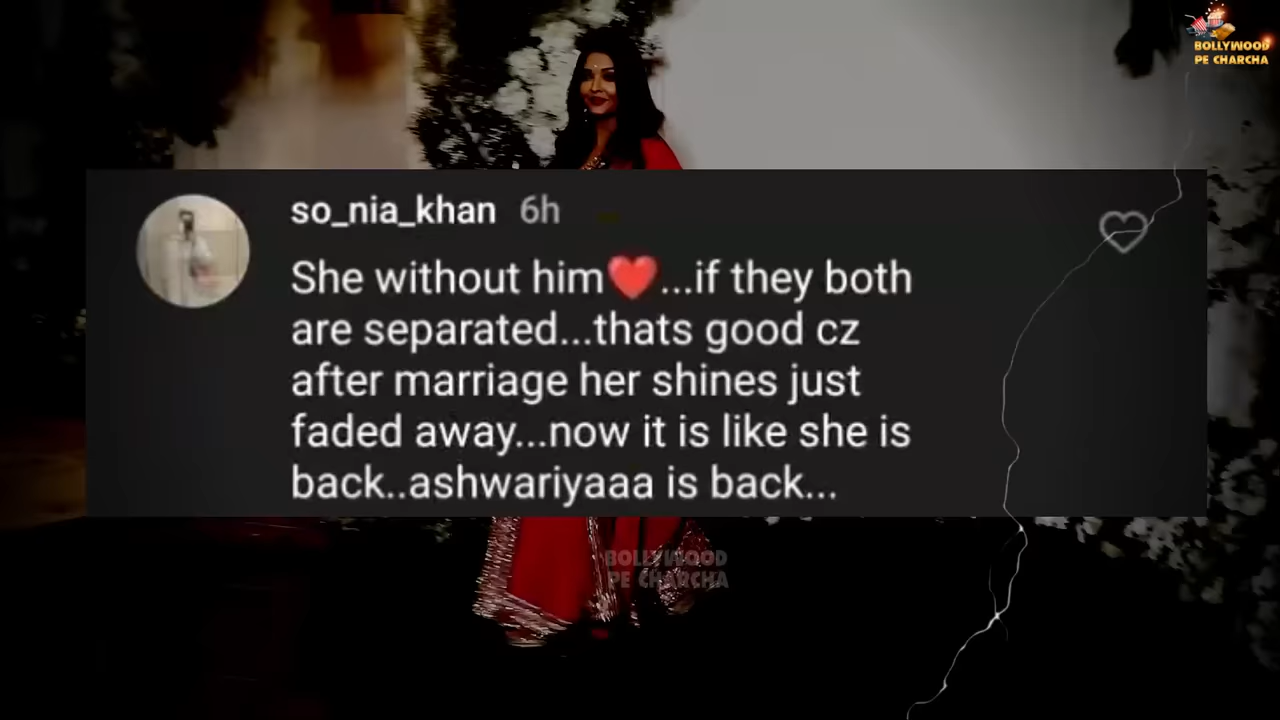 BOLLYWOOD
PE CHARCHA
so_nia_khan 6h
She without him❤️...if they both
are separated...thats good cz
after marriage her shines just
faded away...now it is like she is
back..ashwariyaaa is back...
BOLLYWOOD
PE CHARCHA